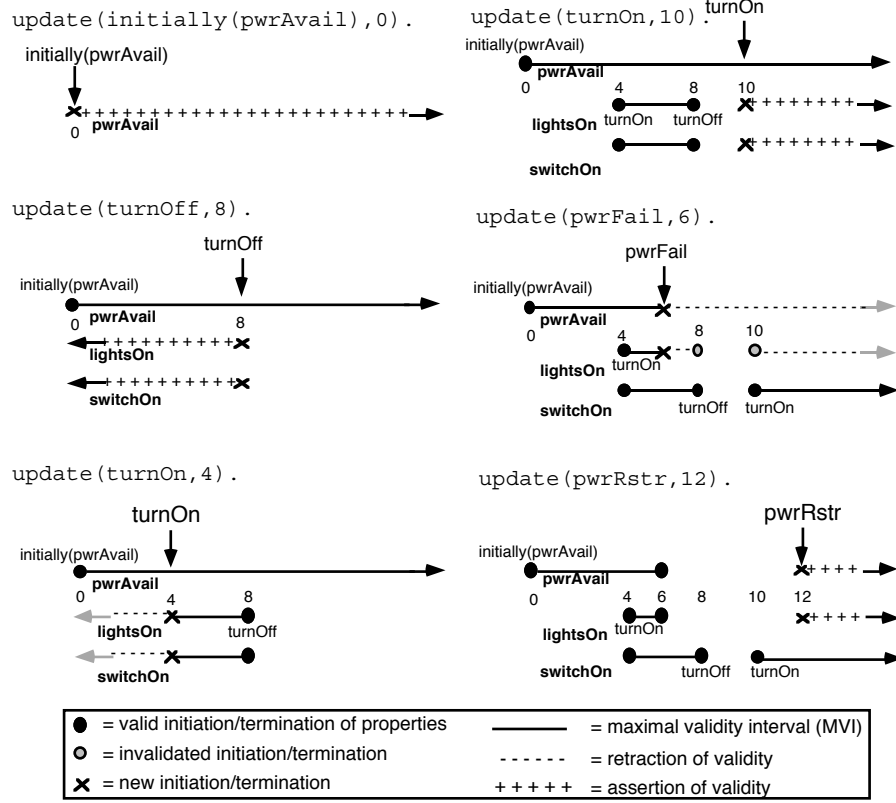 update(initially(pwrAvail),0).
initially(pwrAvail)
+++++++++++++++++++++++++++
0
pwrAvail
update(turnOff,8).
turnOff
initially(pwrAvail)
0
pwrAvail
8
++++++++++
lightsOn
++++++++++
switchOn
update(turnOn,4).
turnOn
initially(pwrAvail)
pwrAvail
0
4
8
lightsOn
turnOff
switchOn
update(turnOn,10).
turnOn
initially(pwrAvail)
pwrAvail
0
4
8
10
++++++++
lightsOn
turnOn
turnOff
++++++++
switchOn
update(pwrFail,6).
pwrFail
initially(pwrAvail)
pwrAvail
0
4
8
10
turnOn
lightsOn
switchOn
turnOff
turnOn
update(pwrRstr,12).
pwrRstr
initially(pwrAvail)
++++
pwrAvail
0
4
6
8
10
12
++++
lightsOn
turnOn
switchOn
turnOff
turnOn
= valid initiation/termination of properties
= maximal validity interval (MVI)
= invalidated initiation/termination
= retraction of validity
= new initiation/termination
+++++ = assertion of validity